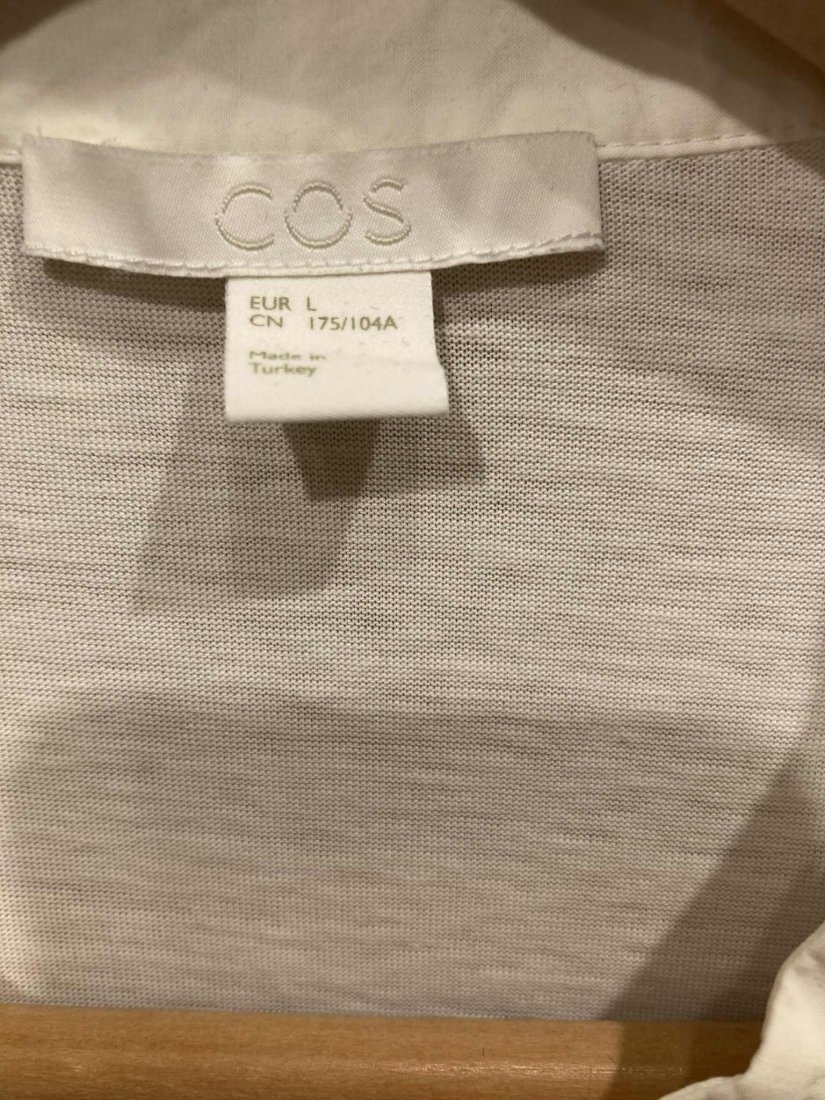 COS
EUR L
CN 175/104A
Made in
Turkey